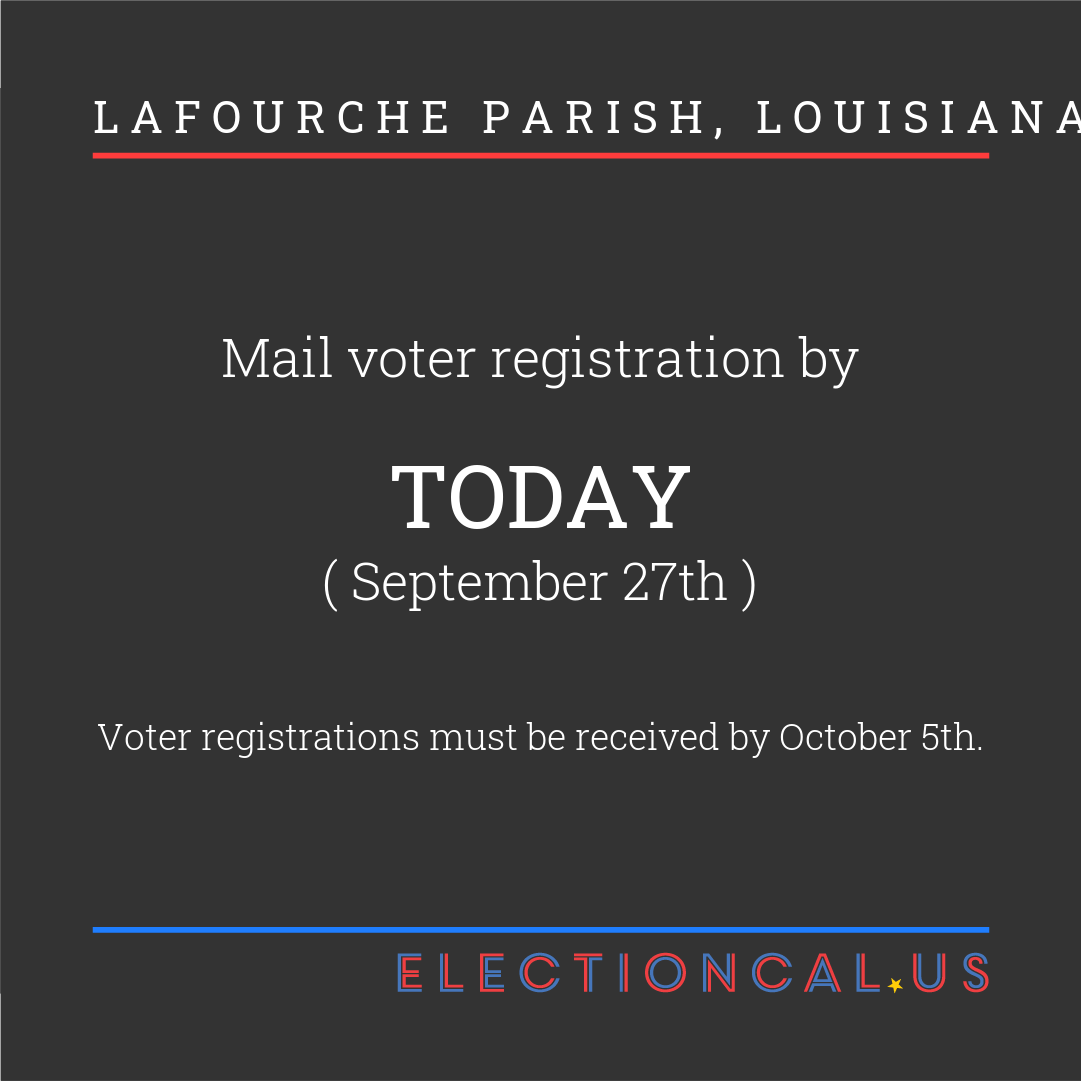 LAFOURCHE PARISH, LOUISIANA
Mail voter registration by
TODAY
( September 27th )
Voter registrations must be received by October 5th.
ELECTIONCAL.US